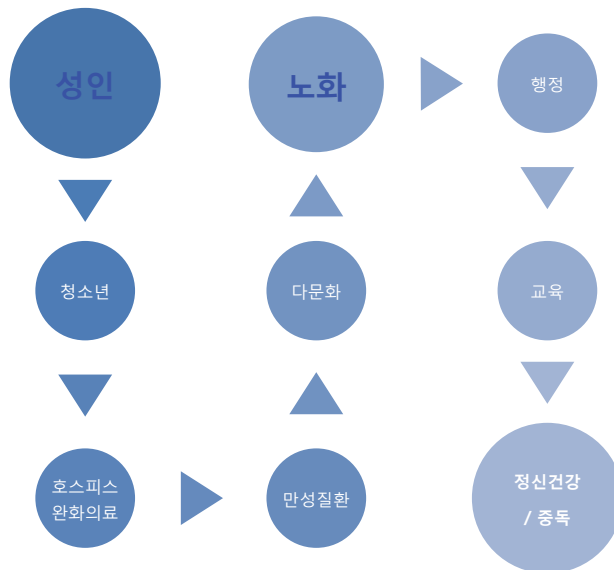 성인
청소년
호스피스
완화의료
만성질환
다문화
노화
행정
교육
정신건강
/ 중독